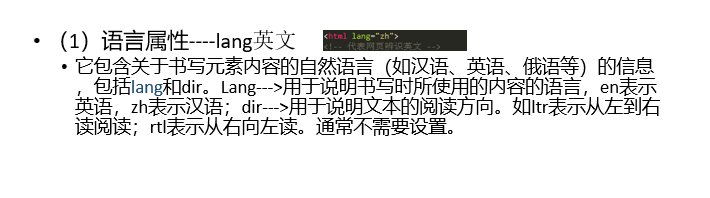 • （1）语言属性----lang英文
<html lang="zh">
<!-- 代表网页辨识英文 -->
• 它包含关于书写元素内容的自然语言（如汉语、英语、俄语等）的信息
，包括lang和dir。Lang--->用于说明书写时所使用的内容的语言，en表示
英语，zh表示汉语；dir--->用于说明文本的阅读方向。如ltr表示从左到右
读阅读；rtl表示从右向左读。通常不需要设置。